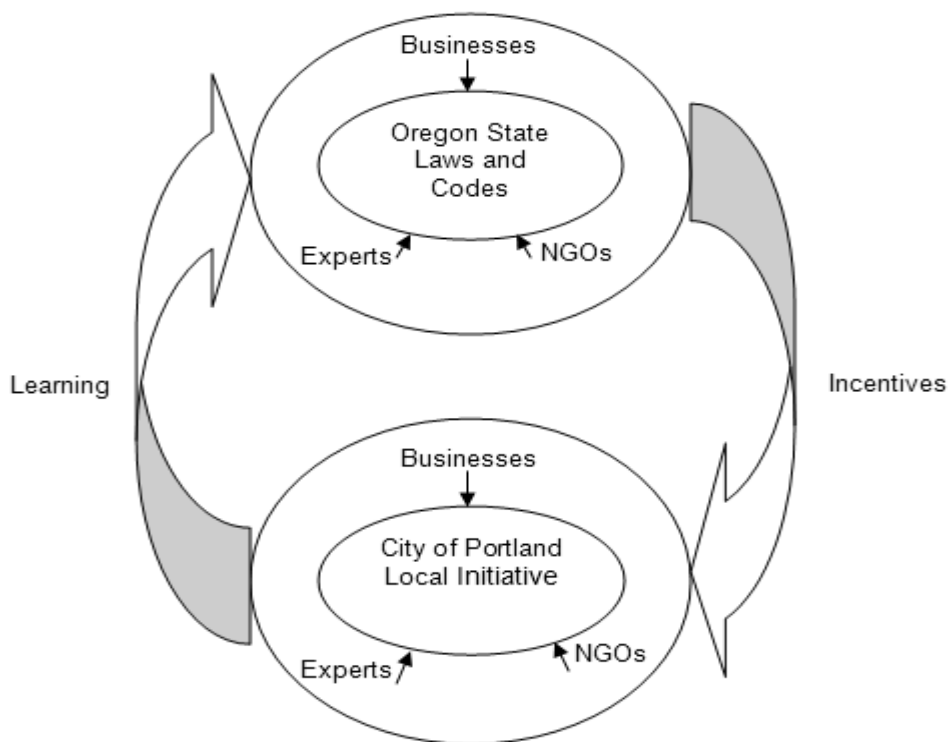 Businesses
Oregon State
Laws and
Codes
Experts
NGOs
Learning
Incentives
Businesses
City of Portland
Local Initiative
Experts
NGOs